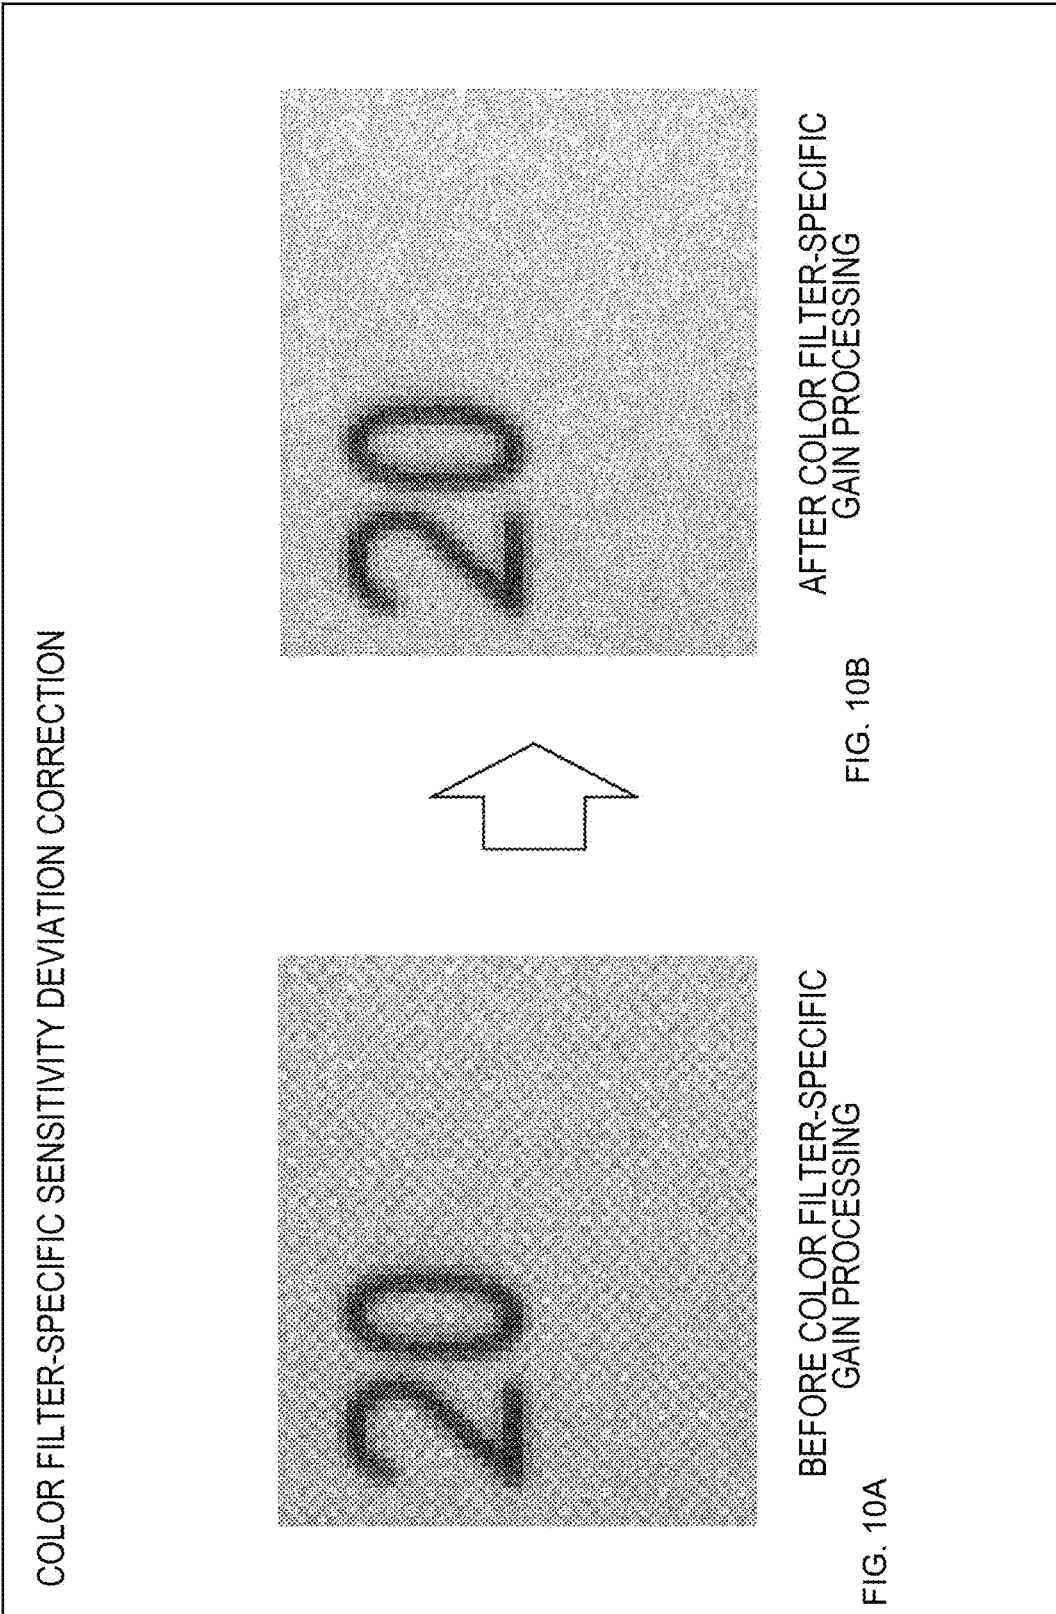 COLOR FILTER-SPECIFIC SENSITIVITY DEVIATION CORRECTION
20
20
BEFORE COLOR FILTER-SPECIFIC
GAIN PROCESSING
AFTER COLOR FILTER-SPECIFIC
GAIN PROCESSING
FIG. 10A
FIG. 10B